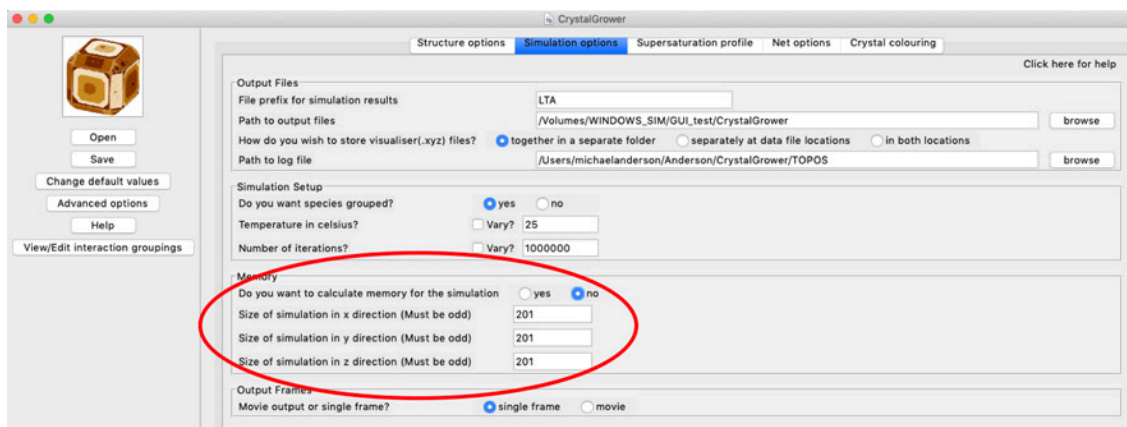 CrystalGrower
Structure options Simulation options Supersaturation profile Net options Crystal colouring
Click here for help
Open
Save
Change default values
Advanced options
Help
View/Edit interaction groupings
Output Files
File prefix for simulation results LTA
Path to output files /Volumes/WINDOWS_SIM/GUI_test/CrystalGrower browse
How do you wish to store visualiser(.xyz) files? together in a separate folder separately at data file locations in both locations
Path to log file /Users/michaelanderson/Anderson/CrystalGrower/TOPOS browse
Simulation Setup
Do you want species grouped? yes no
Temperature in celsius? Vary? 25
Number of iterations? Vary? 1000000
Memory
Do you want to calculate memory for the simulation yes no
Size of simulation in x direction (Must be odd) 201
Size of simulation in y direction (Must be odd) 201
Size of simulation in z direction (Must be odd) 201
Output Frames
Movie output or single frame? single frame movie